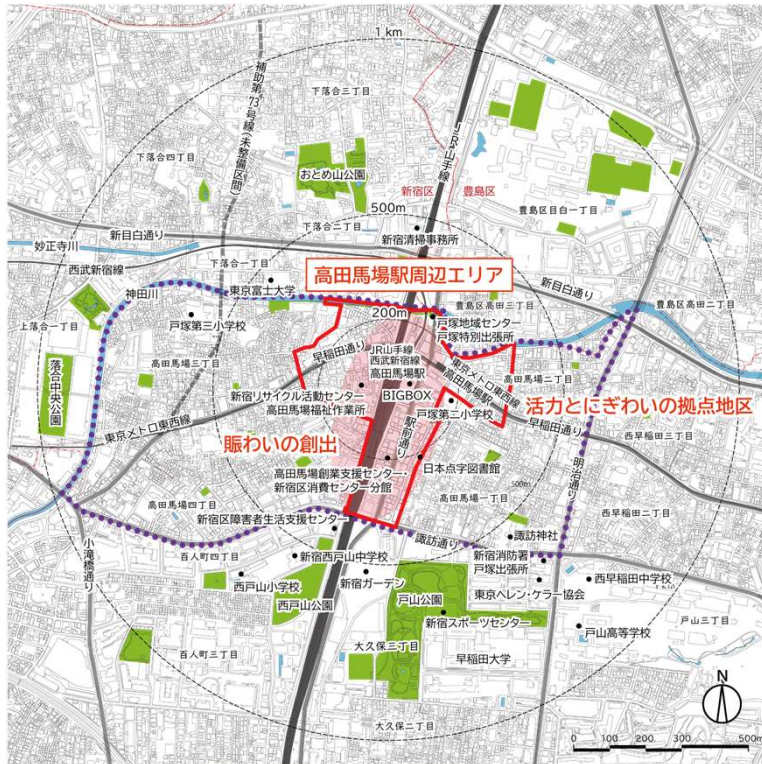 1 km
補助第73号線(未整備区間)
下落合三丁目
JR山手線
下落合四丁目
おとめ山公園
新宿区
豊島区
豊島区目白一丁目
500m
下落合二丁目
新目白通り
新宿清掃事務所
妙正寺川
西武新宿線
下落合一丁目
高田馬場駅周辺エリア
新目白通り
神田川
東京富士大学
豊島区高田三丁目
豊島区高田二丁目
上落合一丁目
戸塚第三小学校
200m
戸塚地域センター
戸塚特別出張所
早稲田通り
JR山手線
西武新宿線
高田馬場駅
東京メトロ東西線
高田馬場駅
高田馬場三丁目
高田馬場二丁目
落合中央公園
新宿リサイクル活動センター
高田馬場福祉作業所
BIGBOX
戸塚第二小学校
活力とにぎわいの拠点地区
早稲田通り
西早稲田三丁目
東京メトロ東西線
賑わいの創出
駅前通り
明治通り
高田馬場創業支援センター・
新宿区消費センター分館
日本点字図書館
500m
高田馬場四丁目
高田馬場一丁目
西早稲田二丁目
新宿区障害者生活支援センター
諏訪通り
諏訪神社
小滝橋通り
百人町四丁目
新宿西戸山中学校
新宿消防署
戸塚出張所
西戸山小学校
新宿ガーデン
西早稲田中学校
西戸山公園
戸山公園
東京ヘレン・ケラー協会
新宿スポーツセンター
戸山三丁目
戸山高等学校
百人町三丁目
大久保三丁目
早稲田大学
N
大久保二丁目
0 100 200 300 500m